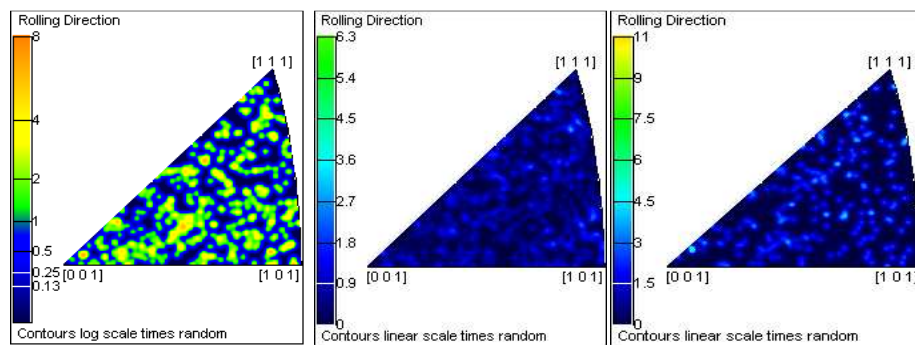 Rolling Direction
8
4
2
1
0.5
0.25
0.13
[1 1 1]
[0 0 1]
[1 0 1]
Contours log scale times random
Rolling Direction
6.3
5.4
4.5
3.6
2.7
1.8
0.9
0
[1 1 1]
[0 0 1]
[1 0 1]
Contours linear scale times random
Rolling Direction
11
9
7.5
6
4.5
3
1.5
0
[1 1 1]
[0 0 1]
[1 0 1]
Contours linear scale times random